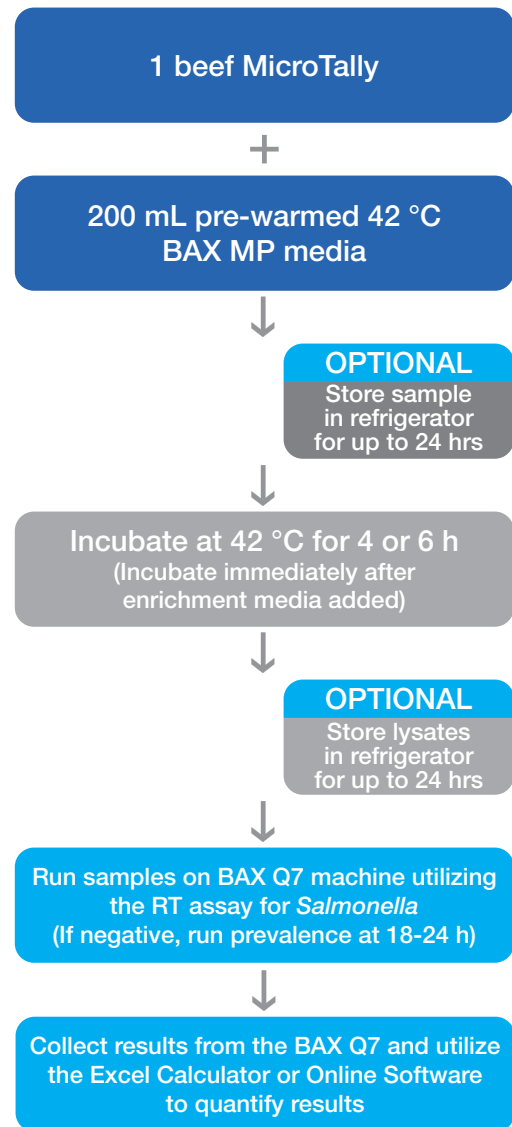 1 beef MicroTally
+
200 mL pre-warmed 42 °C
BAX MP media
OPTIONAL
Store sample
in refrigerator
for up to 24 hrs
Incubate at 42 °C for 4 or 6 h
(Incubate immediately after
enrichment media added)
OPTIONAL
Store lysates
in refrigerator
for up to 24 hrs
Run samples on BAX Q7 machine utilizing
the RT assay for Salmonella
(If negative, run prevalence at 18-24 h)
Collect results from the BAX Q7 and utilize
the Excel Calculator or Online Software
to quantify results